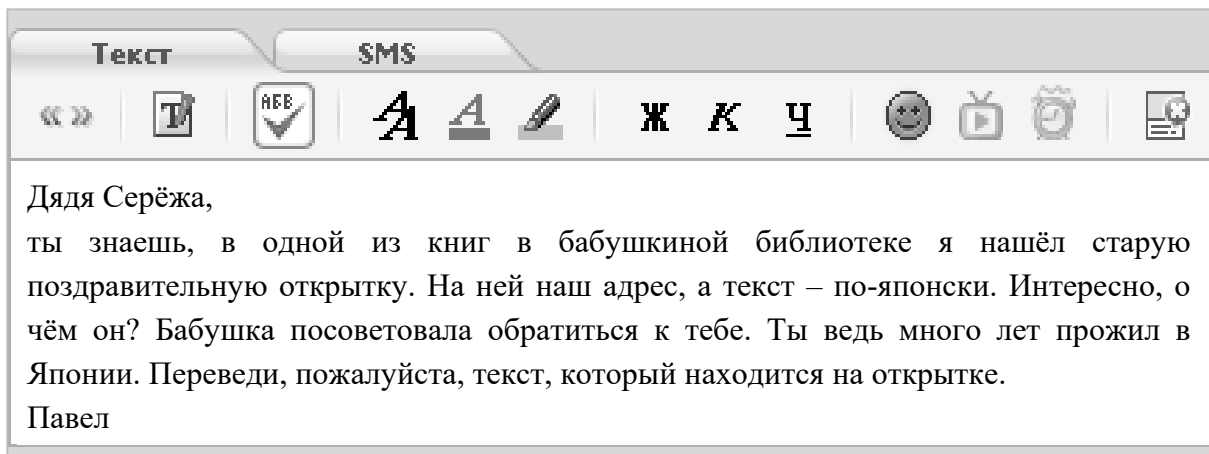 Текст SMS
« » T АБВ A A A Ж К Ч
Дядя Серёжа,
ты знаешь, в одной из книг в бабушкиной библиотеке я нашёл старую
поздравительную открытку. На ней наш адрес, а текст – по-японски. Интересно, о
чём он? Бабушка посоветовала обратиться к тебе. Ты ведь много лет прожил в
Японии. Переведи, пожалуйста, текст, который находится на открытке.
Павел